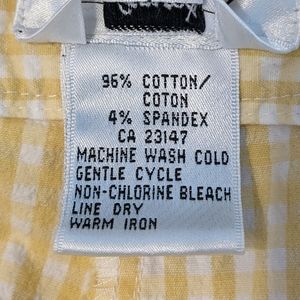 96% COTTON/
COTON
4% SPANDEX
CA 23147
MACHINE WASH COLD
GENTLE CYCLE
NON-CHLORINE BLEACH
LINE DRY
WARM IRON